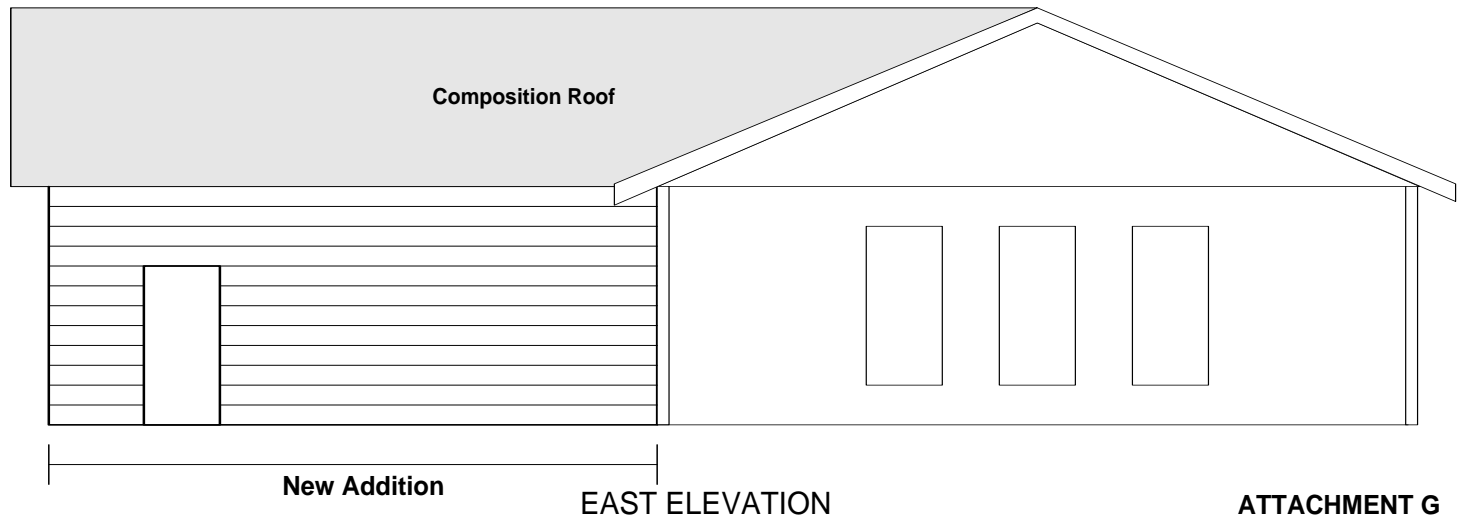 Composition Roof
New Addition
EAST ELEVATION
ATTACHMENT G